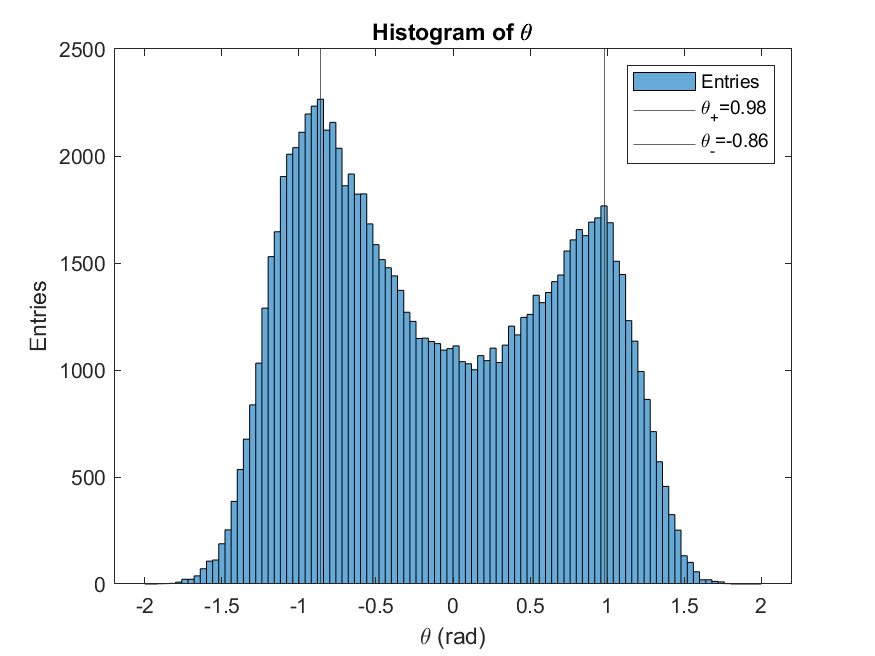 Histogram of θ
2500
2000
1500
1000
500
0
Entries
Entries
θ₊=0.98
θ₋=-0.86
-2 -1.5 -1 -0.5 0 0.5 1 1.5 2
θ (rad)